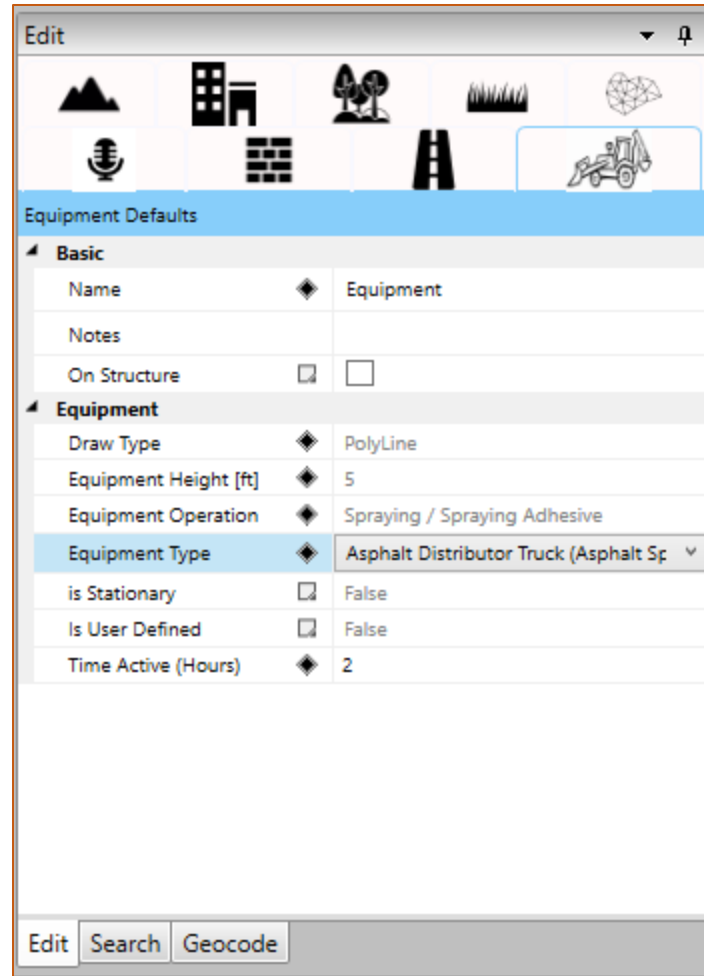 Edit
Equipment Defaults
Basic
Name Equipment
Notes
On Structure
Equipment
Draw Type PolyLine
Equipment Height [ft] 5
Equipment Operation Spraying / Spraying Adhesive
Equipment Type Asphalt Distributor Truck (Asphalt Sp
is Stationary False
Is User Defined False
Time Active (Hours) 2
Edit Search Geocode